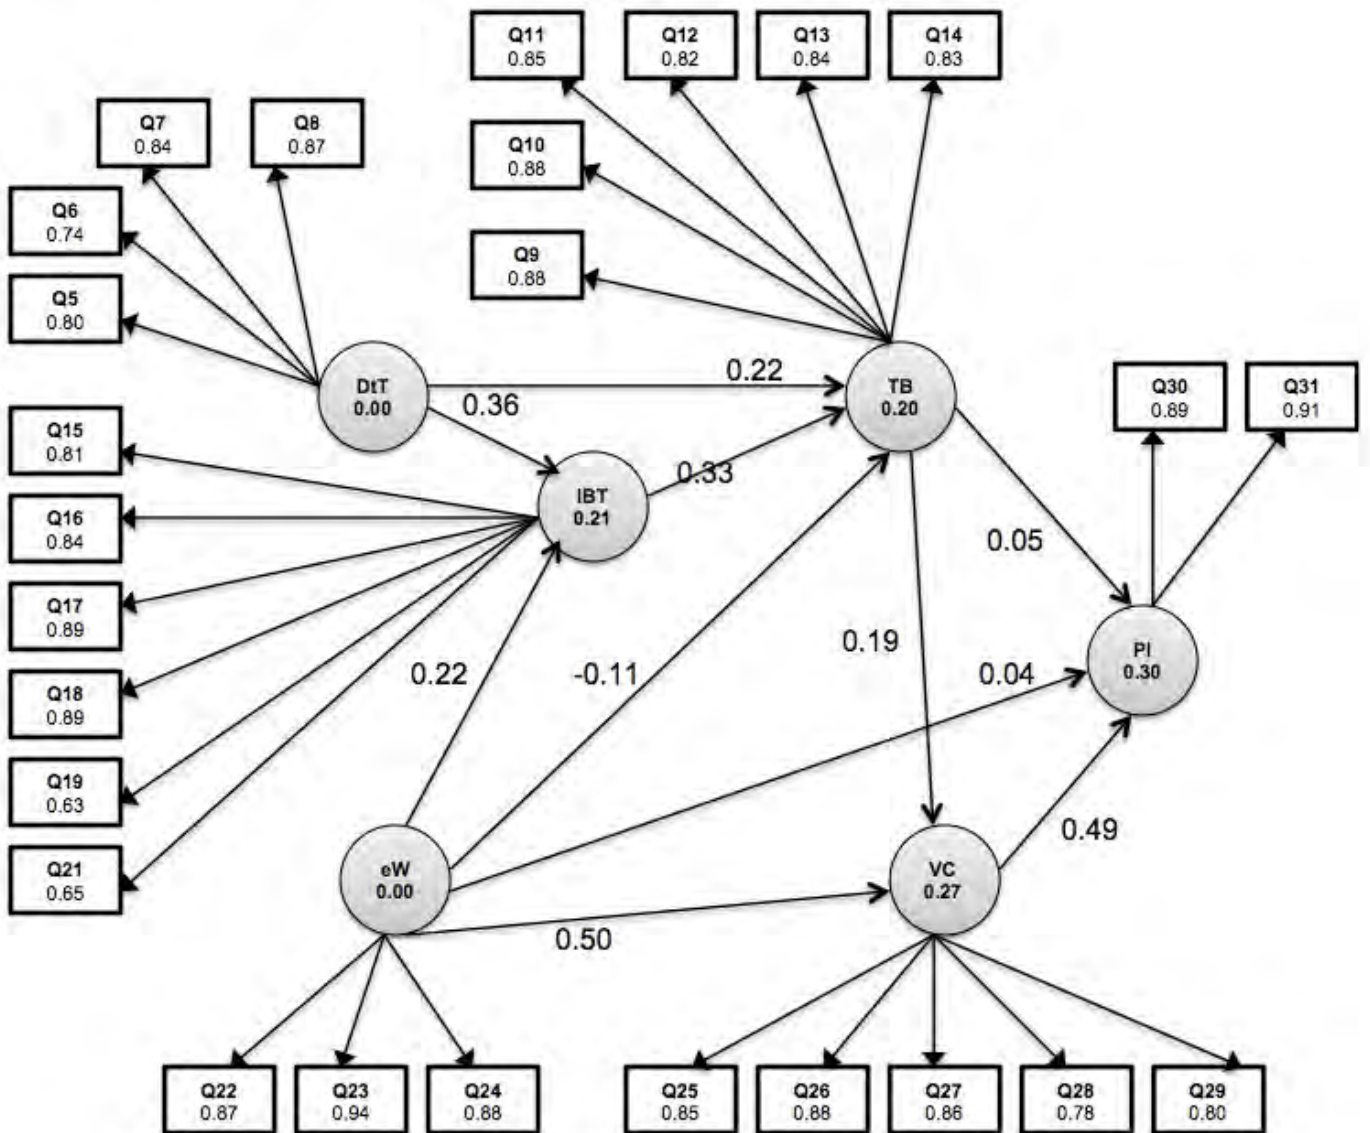 Q11
0.85
Q12
0.82
Q13
0.84
Q14
0.83
Q7
0.84
Q8
0.87
Q10
0.88
Q6
0.74
Q9
0.88
Q5
0.80
DtT
0.00
0.22
0.36
TB
0.20
Q30
0.89
Q31
0.91
Q15
0.81
IBT
0.21
0.33
Q16
0.84
0.05
Q17
0.89
0.19
PI
0.30
0.22
-0.11
0.04
Q18
0.89
Q19
0.63
0.49
Q21
0.65
eW
0.00
VC
0.27
0.50
Q22
0.87
Q23
0.94
Q24
0.88
Q25
0.85
Q26
0.88
Q27
0.86
Q28
0.78
Q29
0.80